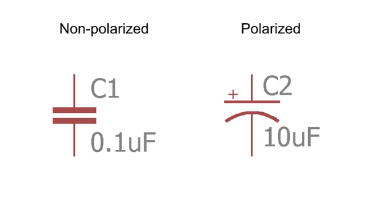 Non-polarized
Polarized
C1
0.1uF
+
C2
10uF